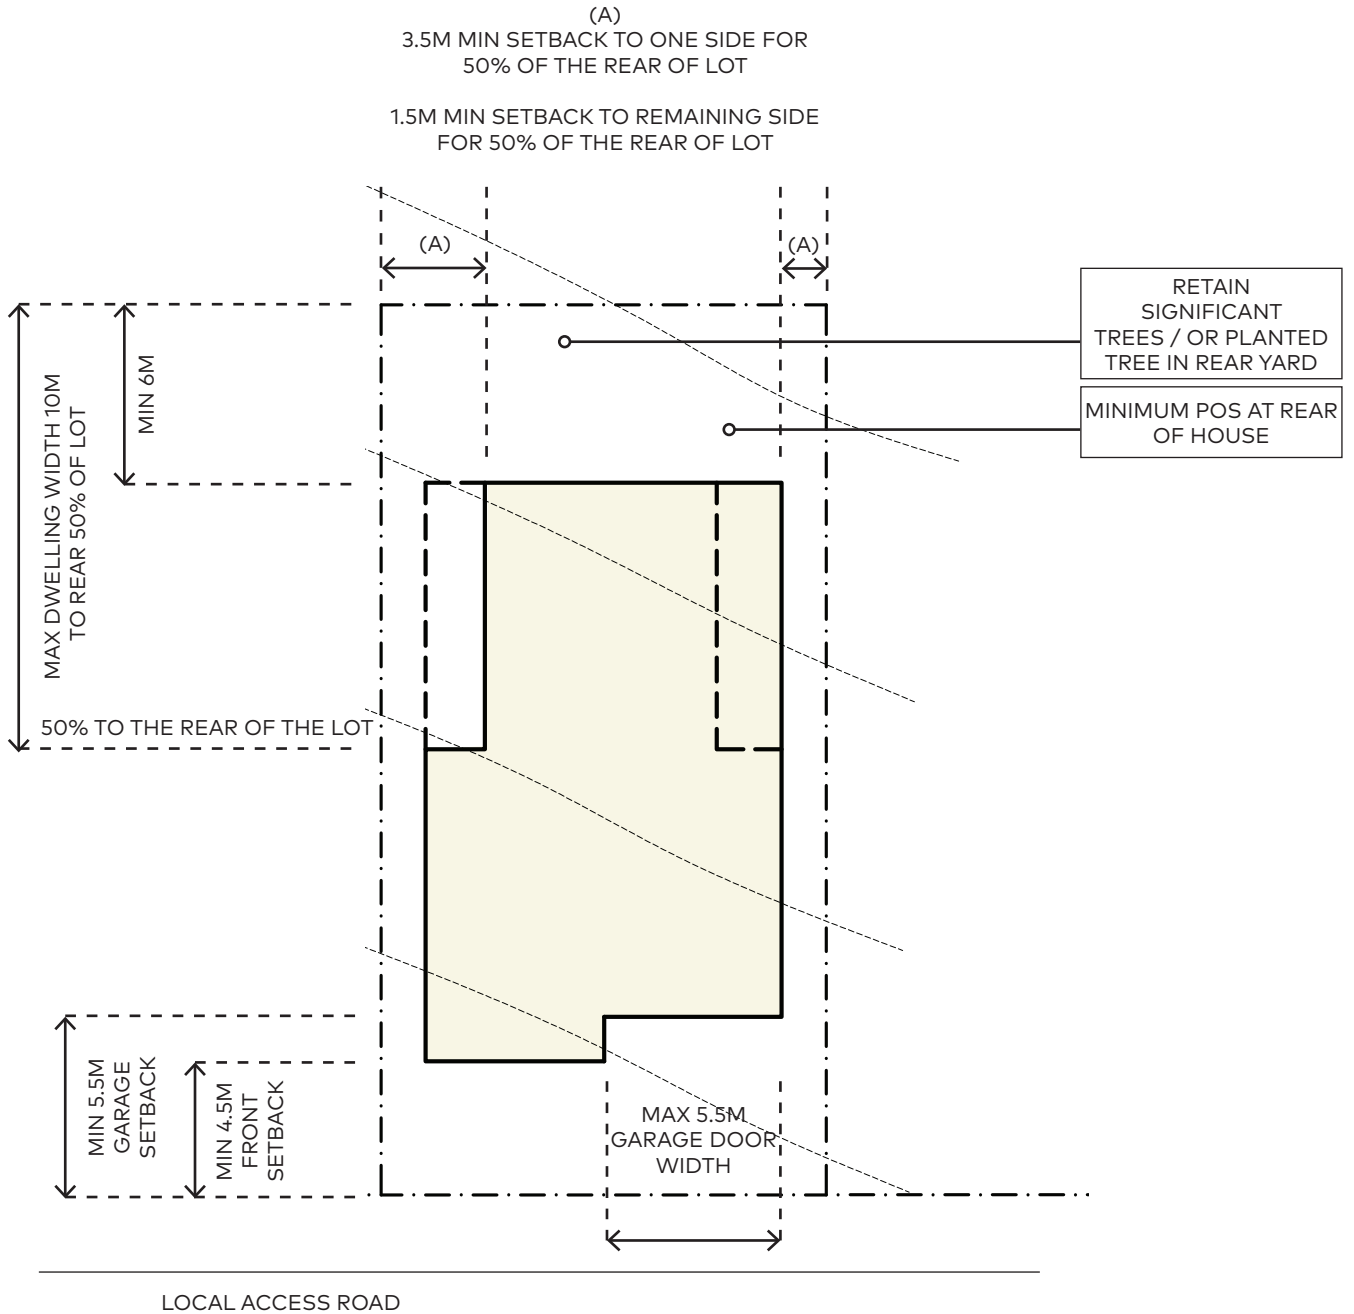 (A)
3.5M MIN SETBACK TO ONE SIDE FOR
50% OF THE REAR OF LOT
1.5M MIN SETBACK TO REMAINING SIDE
FOR 50% OF THE REAR OF LOT
(A)
(A)
RETAIN
SIGNIFICANT
TREES / OR PLANTED
TREE IN REAR YARD
MINIMUM POS AT REAR
OF HOUSE
MAX DWELLING WIDTH 10M
TO REAR 50% OF LOT
MIN 6M
50% TO THE REAR OF THE LOT
MIN 5.5M
GARAGE
SETBACK
MIN 4.5M
FRONT
SETBACK
MAX 5.5M
GARAGE DOOR
WIDTH
LOCAL ACCESS ROAD